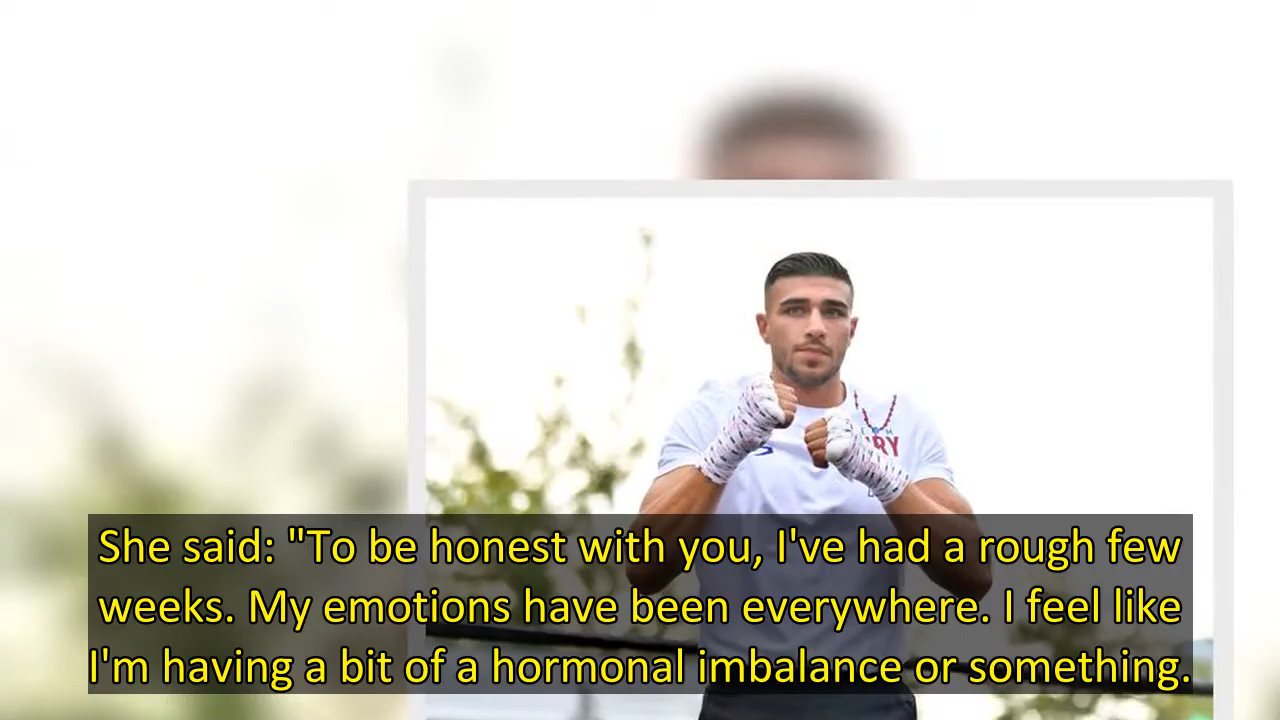 RY
She said: "To be honest with you, I've had a rough few
weeks. My emotions have been everywhere. I feel like
I'm having a bit of a hormonal imbalance or something.